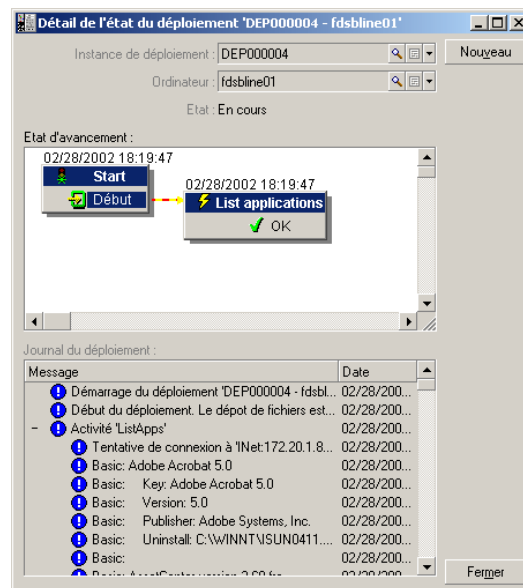 Détail de l'état du déploiement 'DEP000004 - fdsbline01'
Instance de déploiement : DEP000004
Nouveau
Ordinateur : fdsbline01
Etat : En cours
Etat d'avancement :
02/28/2002 18:19:47
Start
Début
02/28/2002 18:19:47
List applications
OK
Journal du déploiement :
Message Date
Démarrage du déploiement 'DEP000004 - fdsbl... 02/28/200...
Début du déploiement. Le dépot de fichiers est... 02/28/200...
Activité 'ListApps' 02/28/200...
Tentative de connexion à 'INet:172.20.1.8... 02/28/200...
Basic: Adobe Acrobat 5.0 02/28/200...
Basic: Key: Adobe Acrobat 5.0 02/28/200...
Basic: Version: 5.0 02/28/200...
Basic: Publisher: Adobe Systems, Inc. 02/28/200...
Basic: Uninstall: C:\WINNT\ISUN0411.... 02/28/200...
Basic: 02/28/200...
Fermer